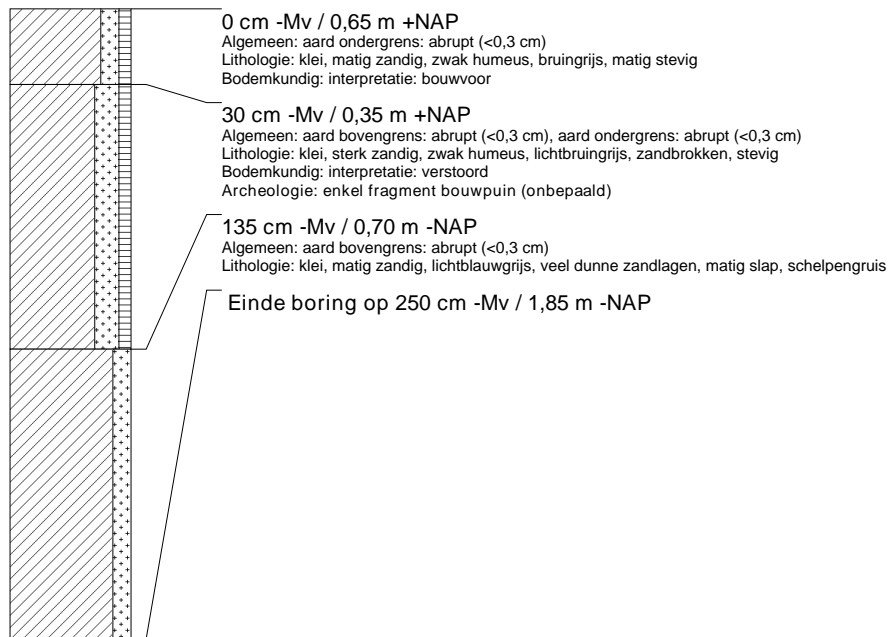 0 cm -Mv / 0,65 m +NAP
Algemeen: aard ondergrens: abrupt (<0,3 cm)
Lithologie: klei, matig zandig, zwak humeus, bruingrijs, matig stevig
Bodemkundig: interpretatie: bouwvoor
30 cm -Mv / 0,35 m +NAP
Algemeen: aard bovengrens: abrupt (<0,3 cm), aard ondergrens: abrupt (<0,3 cm)
Lithologie: klei, sterk zandig, zwak humeus, lichtbruingrijs, zandbrokken, stevig
Bodemkundig: interpretatie: verstoord
Archeologie: enkel fragment bouwpuin (onbepaald)
135 cm -Mv / 0,70 m -NAP
Algemeen: aard bovengrens: abrupt (<0,3 cm)
Lithologie: klei, matig zandig, lichtblauwgrijs, veel dunne zandlagen, matig slap, schelpengruis
Einde boring op 250 cm -Mv / 1,85 m -NAP